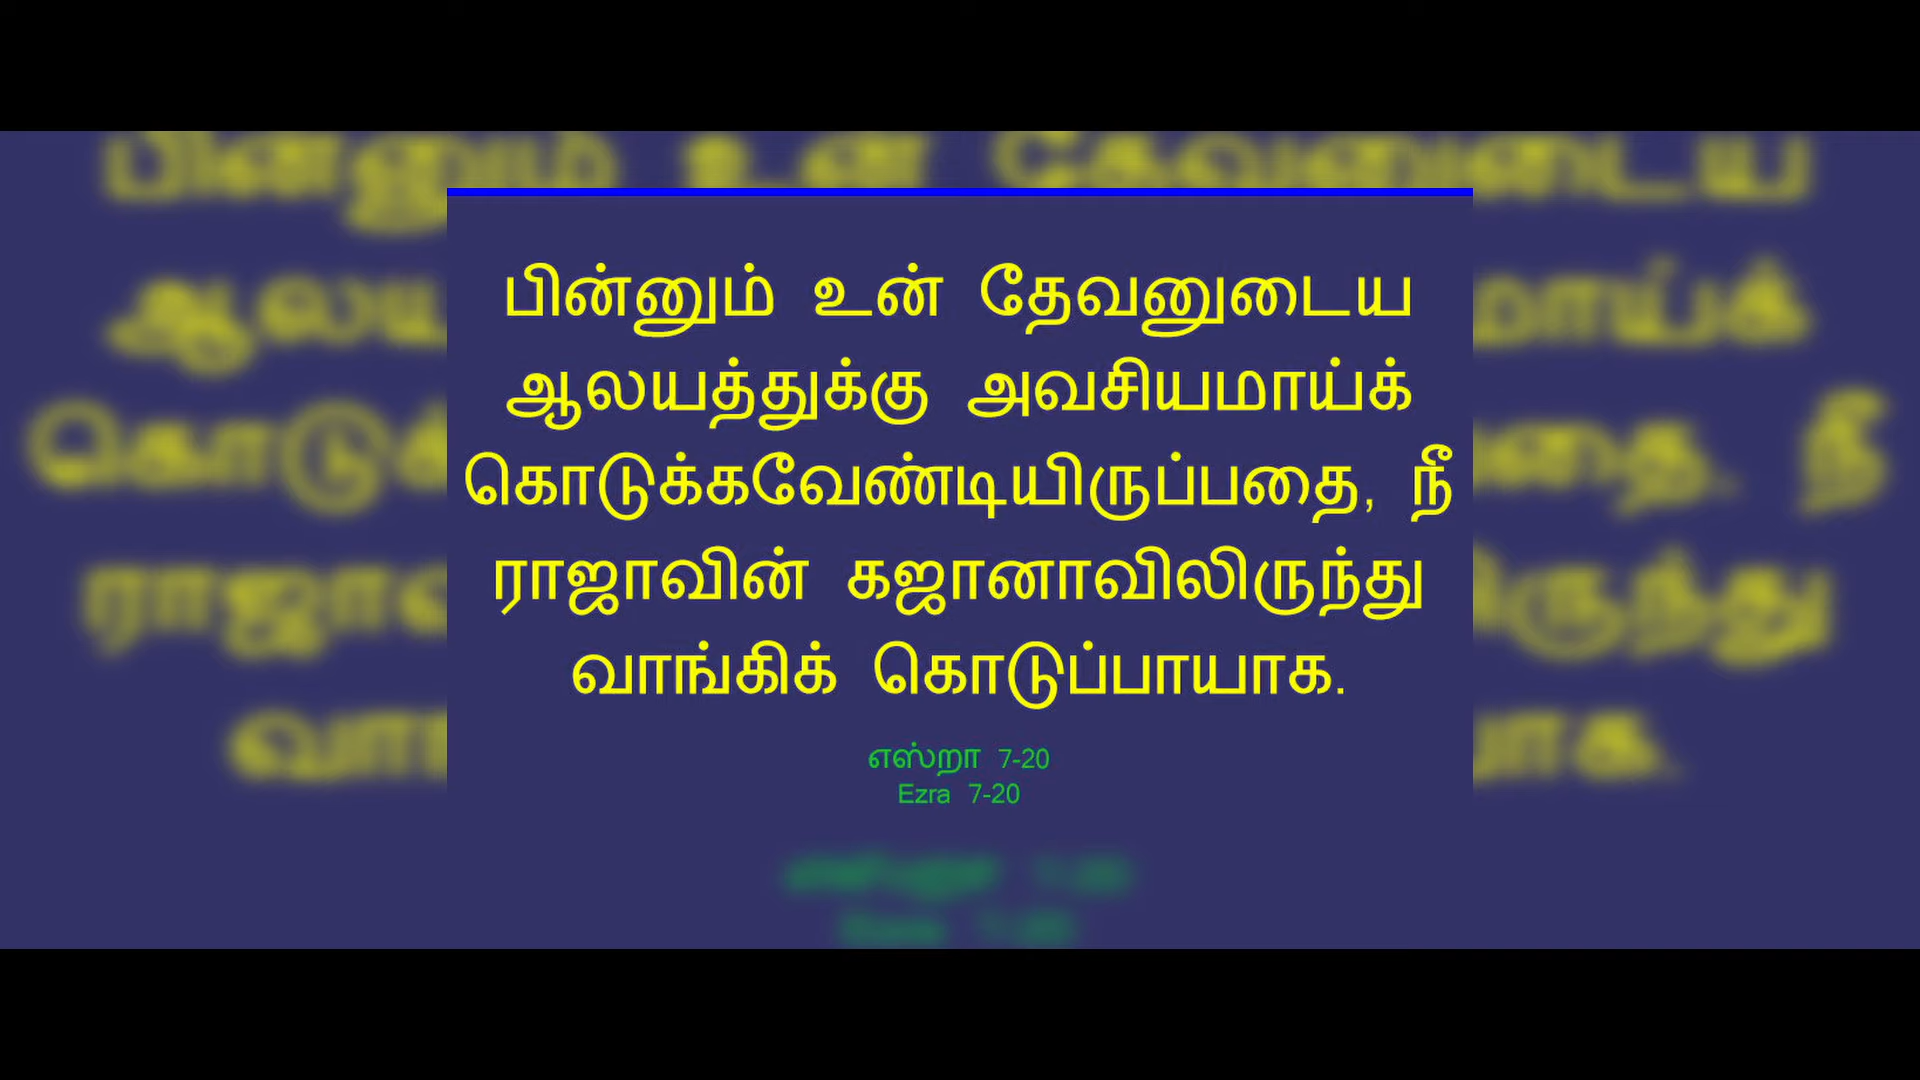 பின்னும் உன் தேவனுடைய
ஆலயத்துக்கு அவசியமாய்க்
கொடுக்கவேண்டியிருப்பதை, நீ
ராஜாவின் கஜானாவிலிருந்து
வாங்கிக் கொடுப்பாயாக.
எஸ்றா 7-20
Ezra 7-20